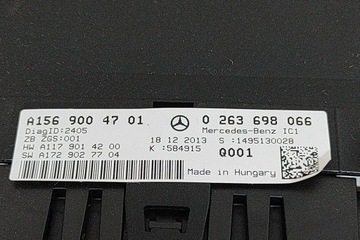 A156 900 47 01 0 263 698 066
DiagID:2405 Mercedes-Benz IC1
ZB ZGS:001 18 12 2013 S :1495130028
HW A117 901 42 00 K :584915 Q001
SW A172 902 77 04
Made in Hungary